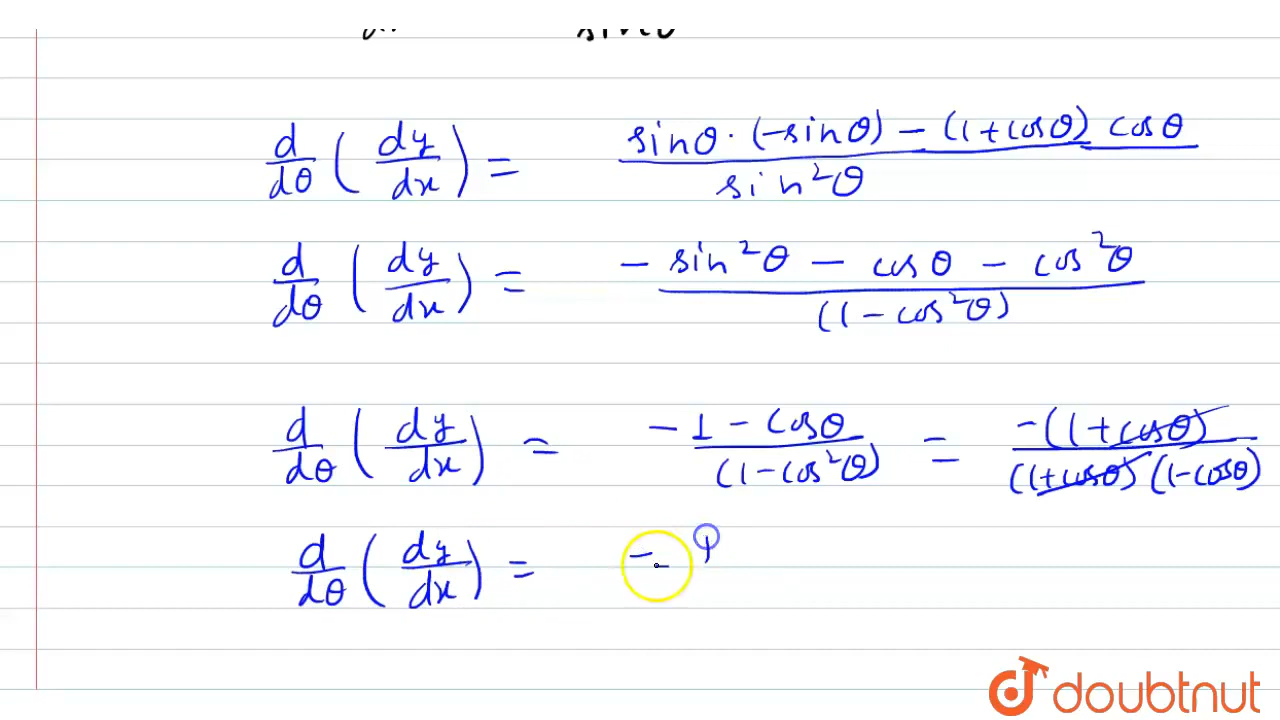 d/dθ (dy/dx) = sinθ · (-sinθ) - (1 + cosθ) cosθ / sin²θ
d/dθ (dy/dx) = - sin²θ - cosθ - cos²θ / (1 - cos²θ)
d/dθ (dy/dx) = - 1 - cosθ / (1 - cos²θ) = -(1 + cosθ) / (1 + cosθ) (1 - cosθ)
d/dθ (dy/dx) = - 1
doubtnut